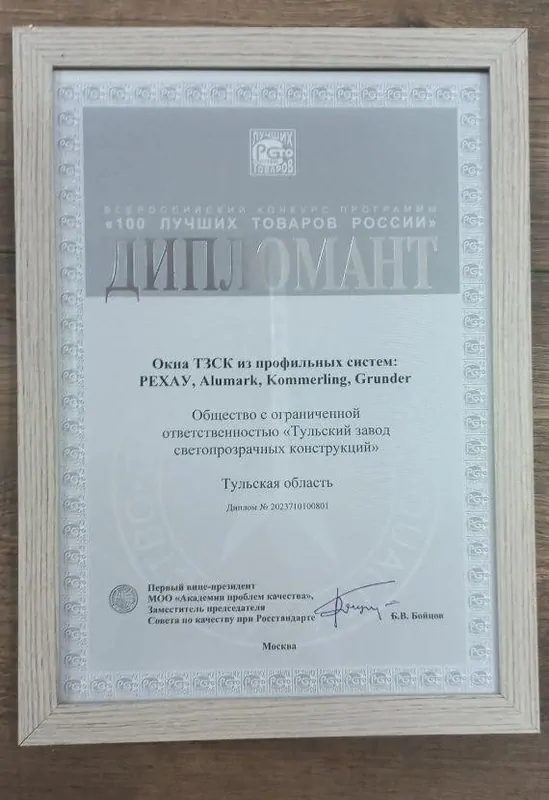 ЛУЧШИХ
PGТО
ТОВАРОВ
ВСЕРОССИЙСКИЙ КОНКУРС ПРОГРАММЫ
«100 ЛУЧШИХ ТОВАРОВ РОССИИ»
ДИПЛОМАНТ
Окна ТЗСК из профильных систем:
РЕХАУ, Alumark, Kommerling, Grunder
Общество с ограниченной
ответственностью «Тульский завод
светопрозрачных конструкций»
Тульская область
Диплом № 2023710100801
Первый вице-президент
МОО «Академия проблем качества»,
Заместитель председателя
Совета по качеству при Росстандарте
Б.В. Бойцов
Москва